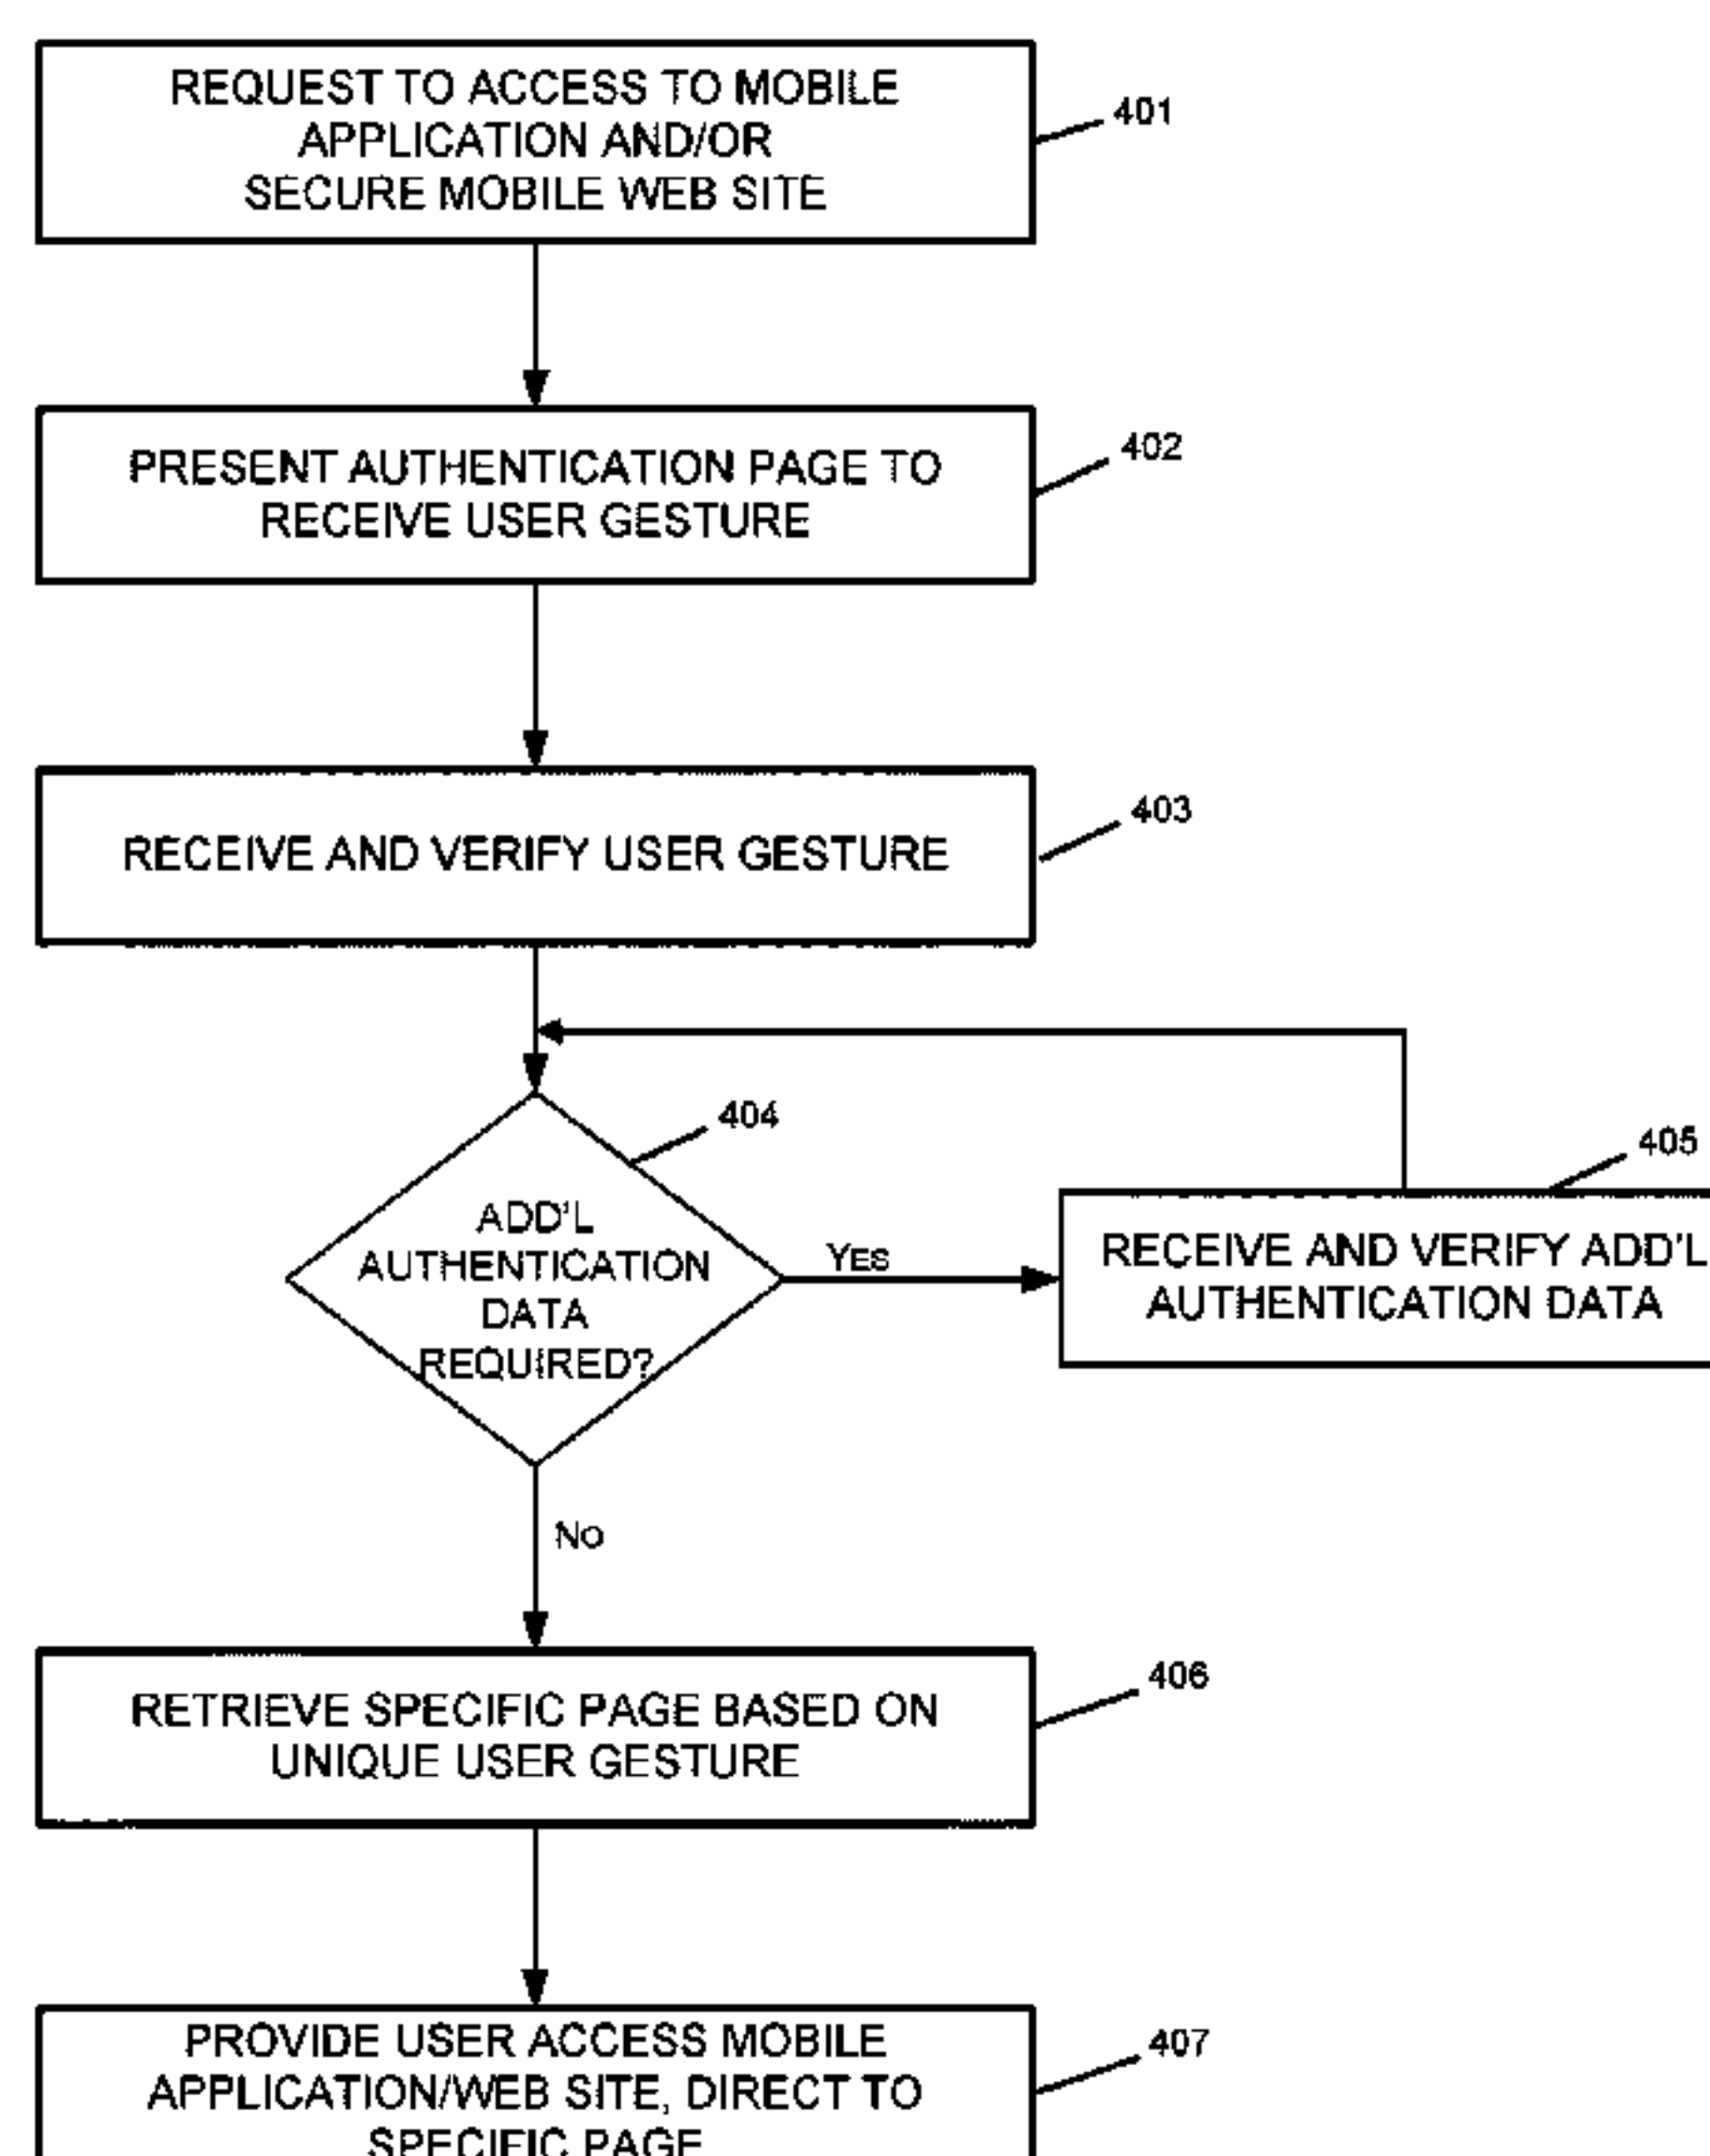 REQUEST TO ACCESS TO MOBILE
APPLICATION AND/OR
SECURE MOBILE WEB SITE
401
PRESENT AUTHENTICATION PAGE TO
RECEIVE USER GESTURE
402
RECEIVE AND VERIFY USER GESTURE
403
404
ADD'L
AUTHENTICATION
DATA
REQUIRED?
YES
405
RECEIVE AND VERIFY ADD'L
AUTHENTICATION DATA
NO
RETRIEVE SPECIFIC PAGE BASED ON
UNIQUE USER GESTURE
406
PROVIDE USER ACCESS MOBILE
APPLICATION/WEB SITE, DIRECT TO
SPECIFIC PAGE
407